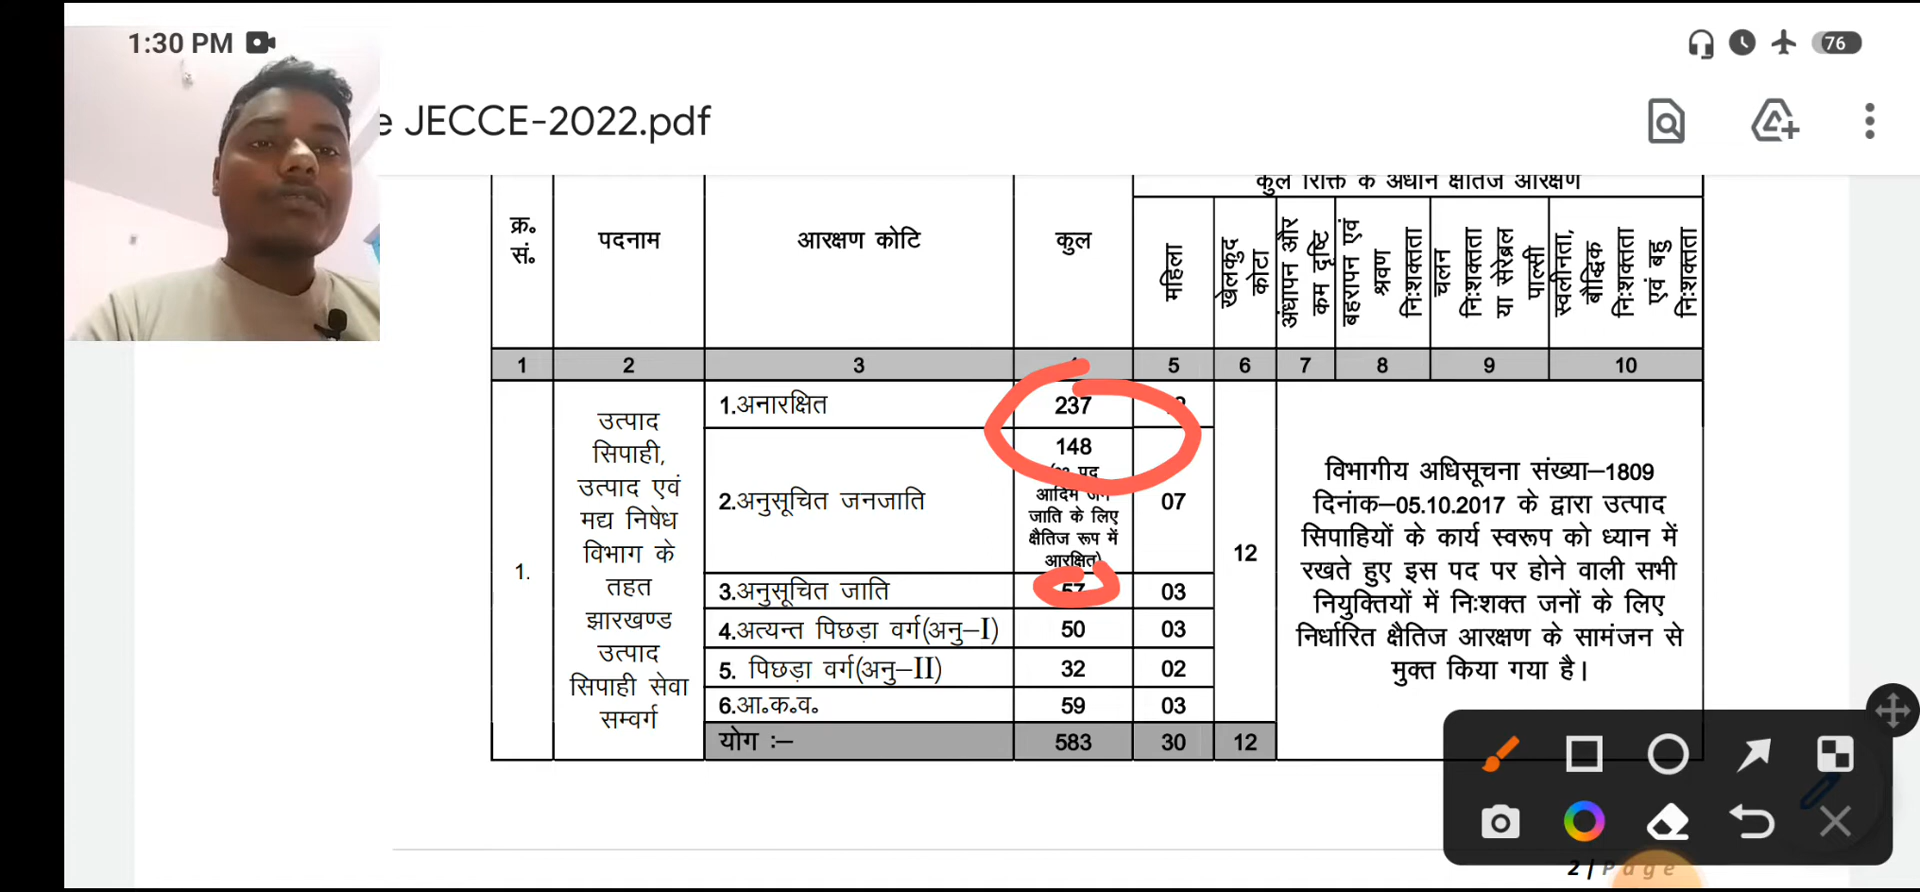 1:30 PM
76
e JECCE-2022.pdf
कुल रिक्ति के अधीन क्षैतिज आरक्षण
क्र॰ सं॰
पदनाम
आरक्षण कोटि
कुल
महिला
खेलकूद कोटा
अंधापन और कम दृष्टि
बहरापन एवं श्रवण निःशक्तता
चलन निःशक्तता या सेरेब्रल पाल्सी
स्वलीनता, बौद्धिक निःशक्तता एवं बहु निःशक्तता
1 2 3 5 6 7 8 9 10
1.
उत्पाद
सिपाही,
उत्पाद एवं
मद्य निषेध
विभाग के
तहत
झारखण्ड
उत्पाद
सिपाही सेवा
सम्वर्ग
1.अनारक्षित 237
2.अनुसूचित जनजाति
148
पद
आदिम जन
जाति के लिए
क्षैतिज रूप में
आरक्षित)
07
3.अनुसूचित जाति 57 03
4.अत्यन्त पिछड़ा वर्ग(अनु–I) 50 03
5. पिछड़ा वर्ग(अनु–II) 32 02
6.आ॰क॰व॰ 59 03
12
विभागीय अधिसूचना संख्या–1809
दिनांक–05.10.2017 के द्वारा उत्पाद
सिपाहियों के कार्य स्वरूप को ध्यान में
रखते हुए इस पद पर होने वाली सभी
नियुक्तियों में निःशक्त जनों के लिए
निर्धारित क्षैतिज आरक्षण के सामंजन से
मुक्त किया गया है।
योग :– 583 30 12
2 | Page